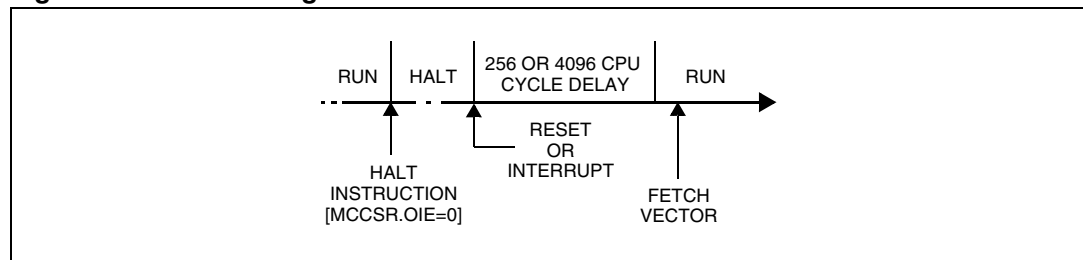 RUN
HALT
256 OR 4096 CPU
CYCLE DELAY
RUN
HALT
INSTRUCTION
[MCCSR.OIE=0]
RESET
OR
INTERRUPT
FETCH
VECTOR